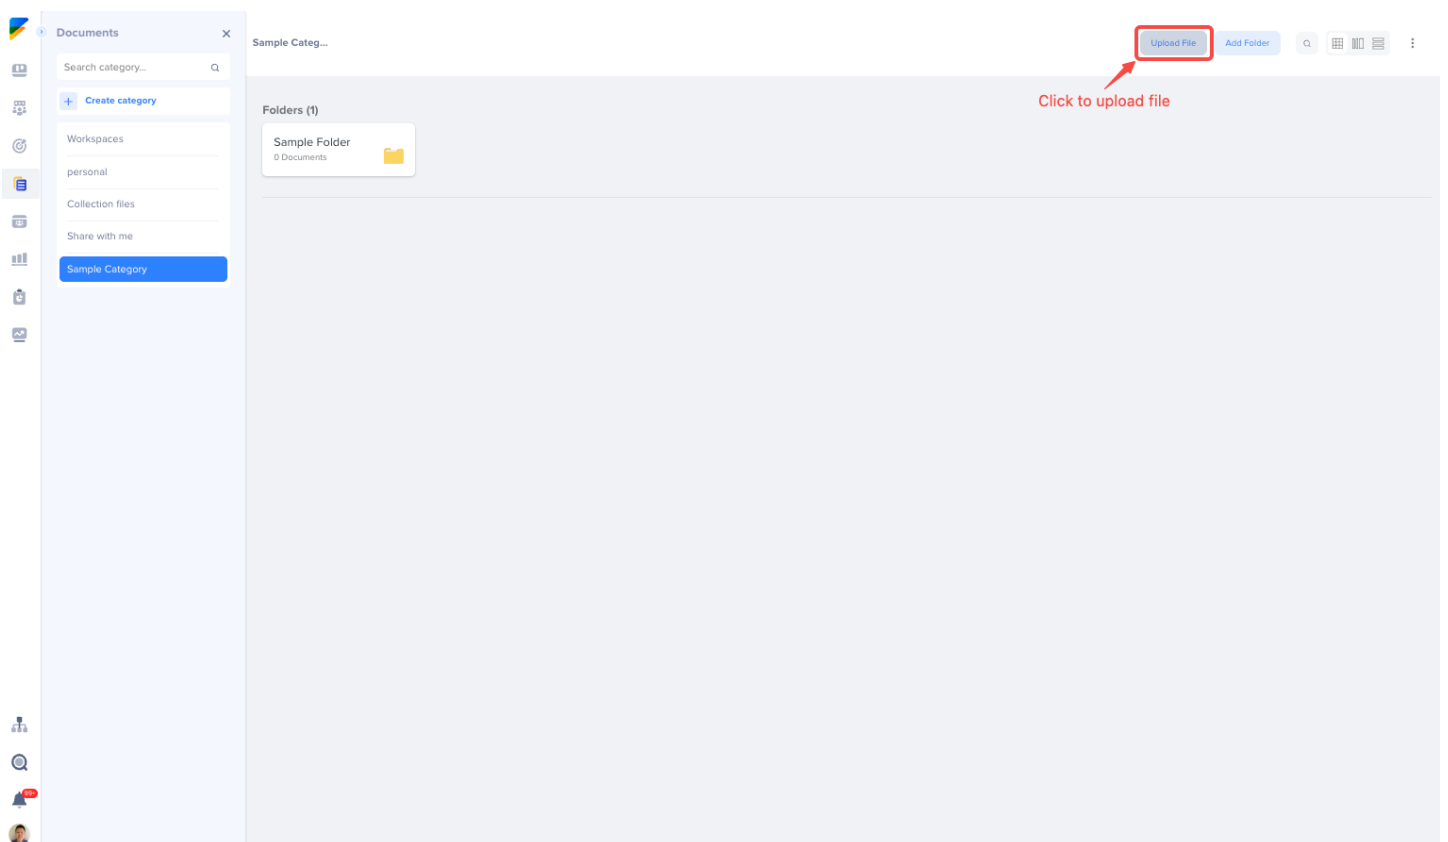 Documents
Search category...
Create category
Workspaces
personal
Collection files
Share with me
Sample Category
Sample Categ...
Upload File
Add Folder
Click to upload file
Folders (1)
Sample Folder
0 Documents
99+